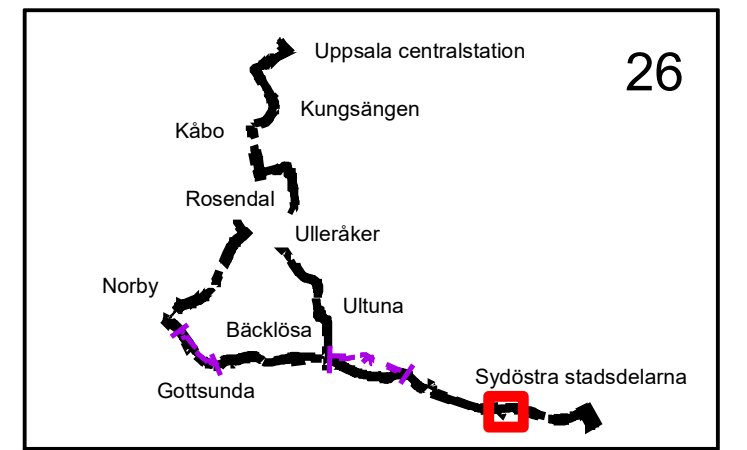 Uppsala centralstation
26
Kungsängen
Kåbo
Rosendal
Ulleråker
Norby
Ultuna
Bäcklösa
Sydöstra stadsdelarna
Gottsunda